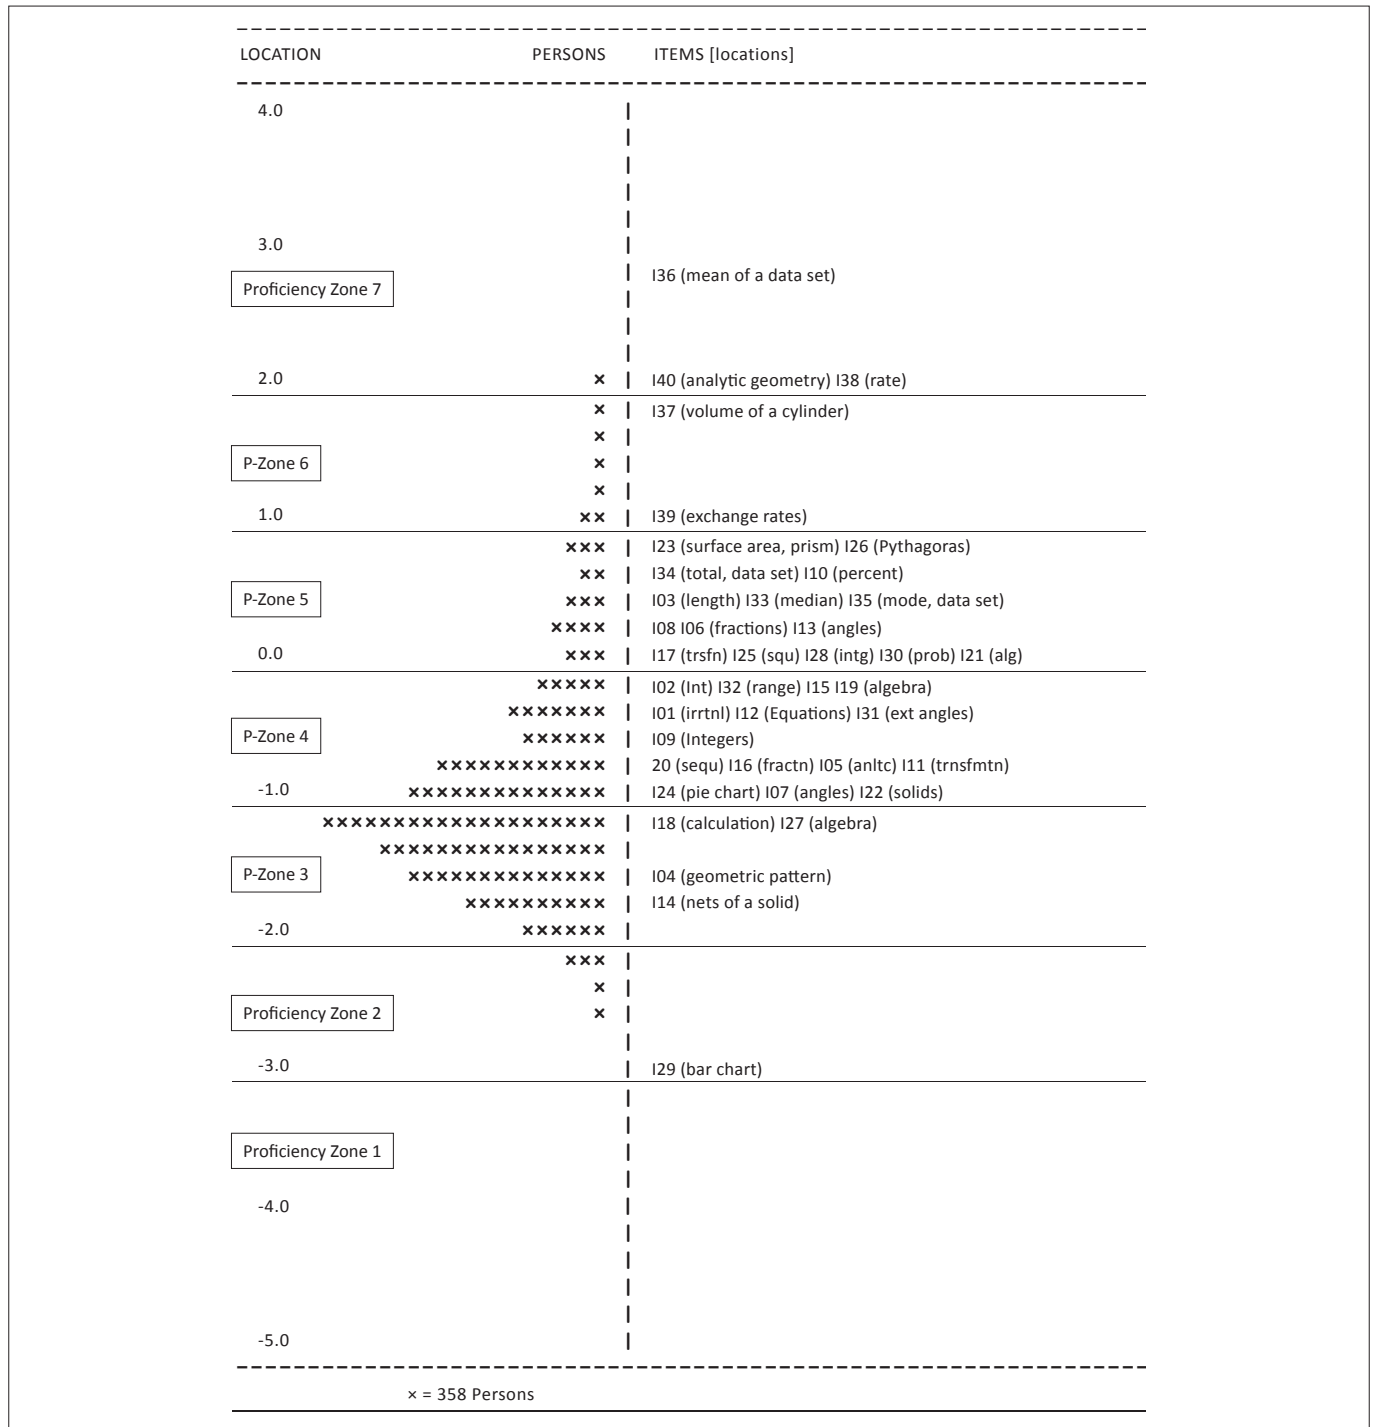 LOCATION PERSONS ITEMS [locations]
4.0
3.0
I36 (mean of a data set)
Proficiency Zone 7
2.0 × I40 (analytic geometry) I38 (rate)
× I37 (volume of a cylinder)
×
P-Zone 6 ×
×
1.0 ×× I39 (exchange rates)
××× I23 (surface area, prism) I26 (Pythagoras)
×× I34 (total, data set) I10 (percent)
P-Zone 5 ××× I03 (length) I33 (median) I35 (mode, data set)
×××× I08 I06 (fractions) I13 (angles)
0.0 ××× I17 (trsfn) I25 (squ) I28 (intg) I30 (prob) I21 (alg)
××××× I02 (Int) I32 (range) I15 I19 (algebra)
××××××× I01 (irrtnl) I12 (Equations) I31 (ext angles)
P-Zone 4 ×××××× I09 (Integers)
×××××××××××× 20 (sequ) I16 (fractn) I05 (anltc) I11 (trnsfmtn)
-1.0 ×××××××××××××× I24 (pie chart) I07 (angles) I22 (solids)
×××××××××××××××××××× I18 (calculation) I27 (algebra)
××××××××××××××××
P-Zone 3 ×××××××××××××× I04 (geometric pattern)
×××××××××× I14 (nets of a solid)
-2.0 ××××××
×××
×
Proficiency Zone 2 ×
-3.0 I29 (bar chart)
Proficiency Zone 1
-4.0
-5.0
× = 358 Persons